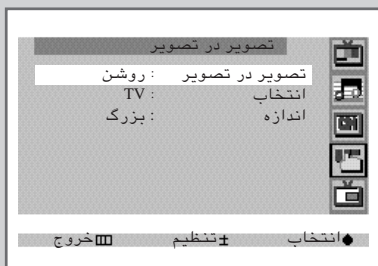 تصویر در تصویر
تصویر در تصویر : روشن
انتخاب : TV
اندازه : بزرگ
انتخاب ± تنظیم خروج